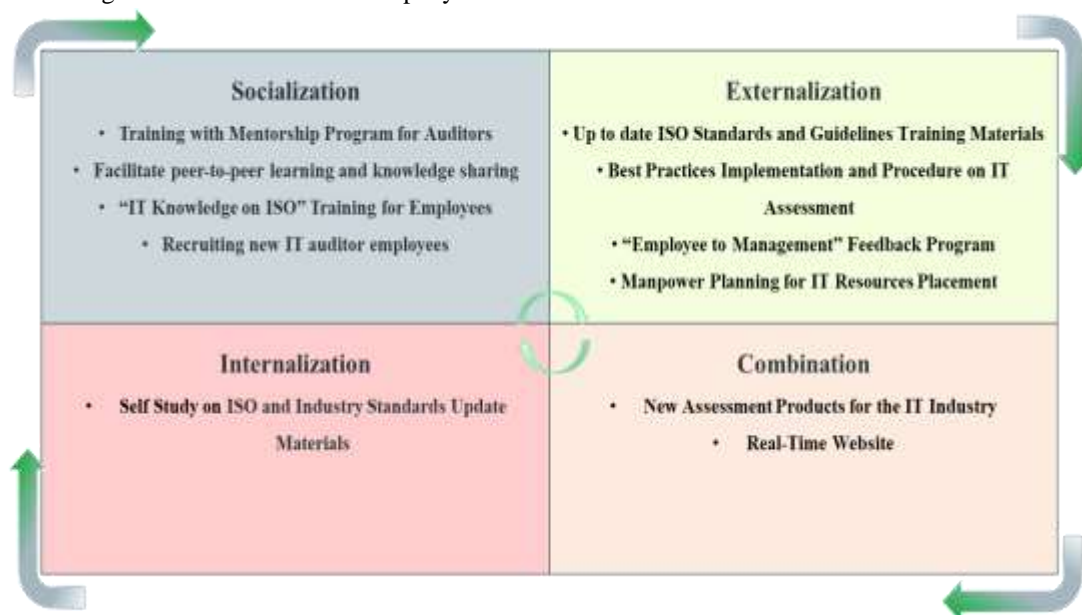 Socialization
• Training with Mentorship Program for Auditors
• Facilitate peer-to-peer learning and knowledge sharing
• “IT Knowledge on ISO” Training for Employees
• Recruiting new IT auditor employees
Externalization
• Up to date ISO Standards and Guidelines Training Materials
• Best Practices Implementation and Procedure on IT
Assessment
• “Employee to Management” Feedback Program
• Manpower Planning for IT Resources Placement
Internalization
• Self Study on ISO and Industry Standards Update
Materials
Combination
• New Assessment Products for the IT Industry
• Real-Time Website